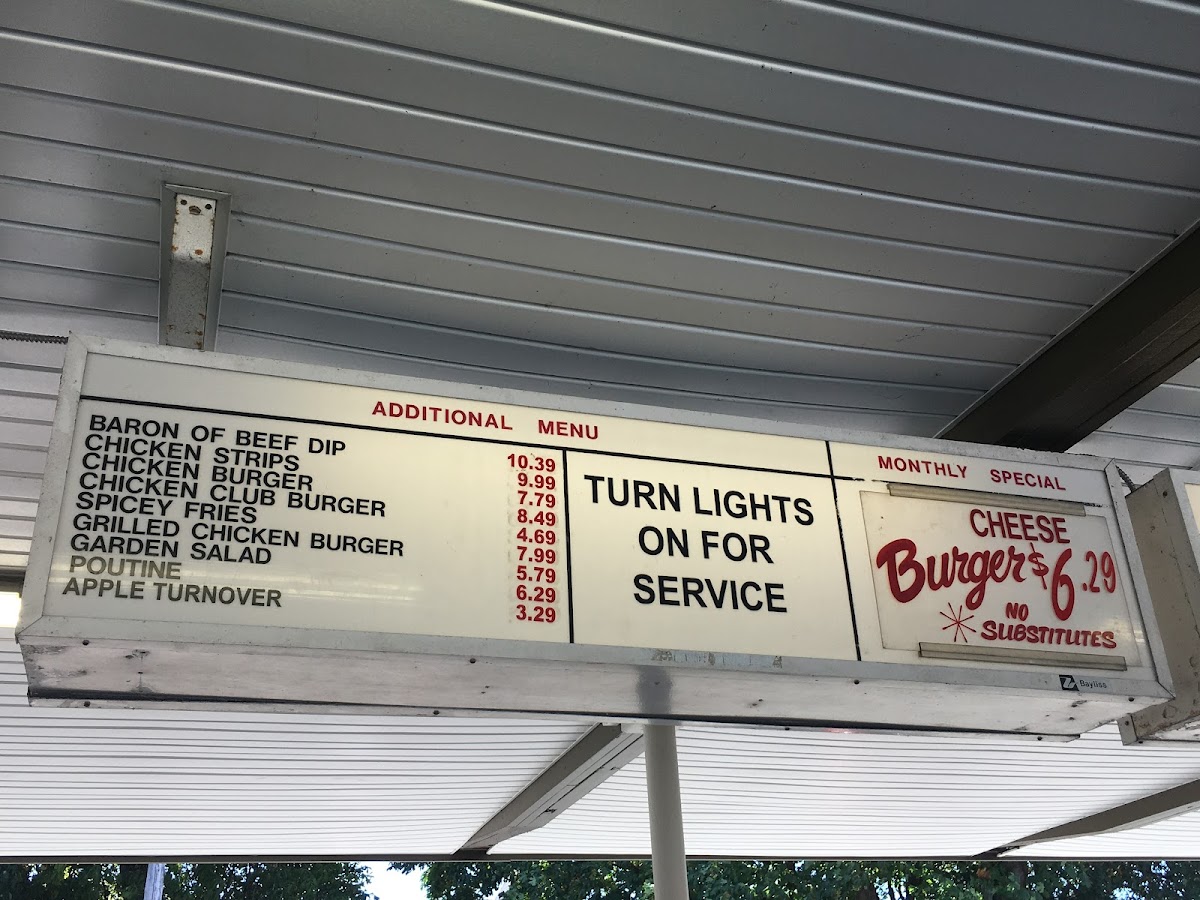 ADDITIONAL MENU
BARON OF BEEF DIP 10.39
CHICKEN STRIPS 9.99
CHICKEN BURGER 7.79
CHICKEN CLUB BURGER 8.49
SPICEY FRIES 4.69
GRILLED CHICKEN BURGER 7.99
GARDEN SALAD 5.79
POUTINE 6.29
APPLE TURNOVER 3.29
TURN LIGHTS
ON FOR
SERVICE
MONTHLY SPECIAL
CHEESE
Burger $6.29
NO
SUBSTITUTES
Bayliss